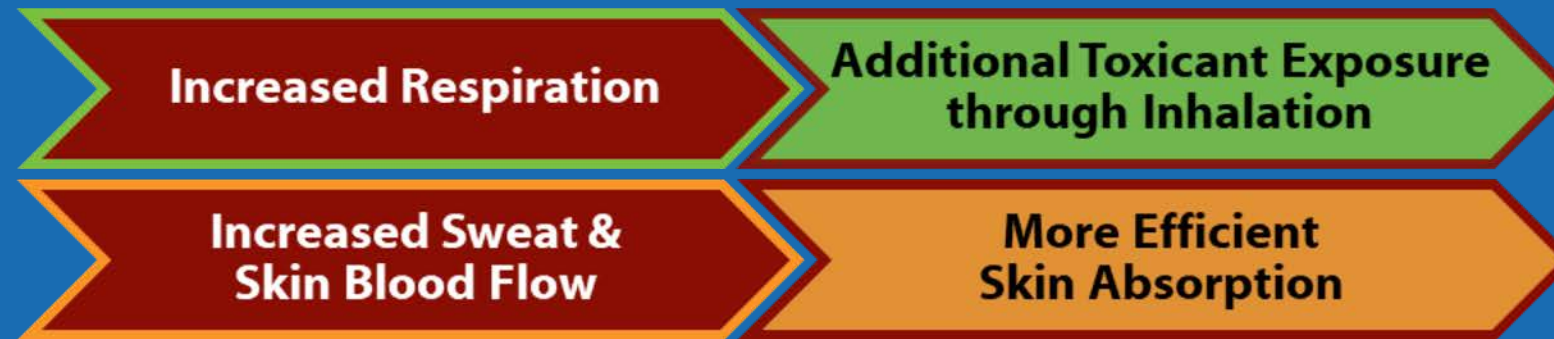 Increased Respiration
Additional Toxicant Exposure
through Inhalation
Increased Sweat &
Skin Blood Flow
More Efficient
Skin Absorption